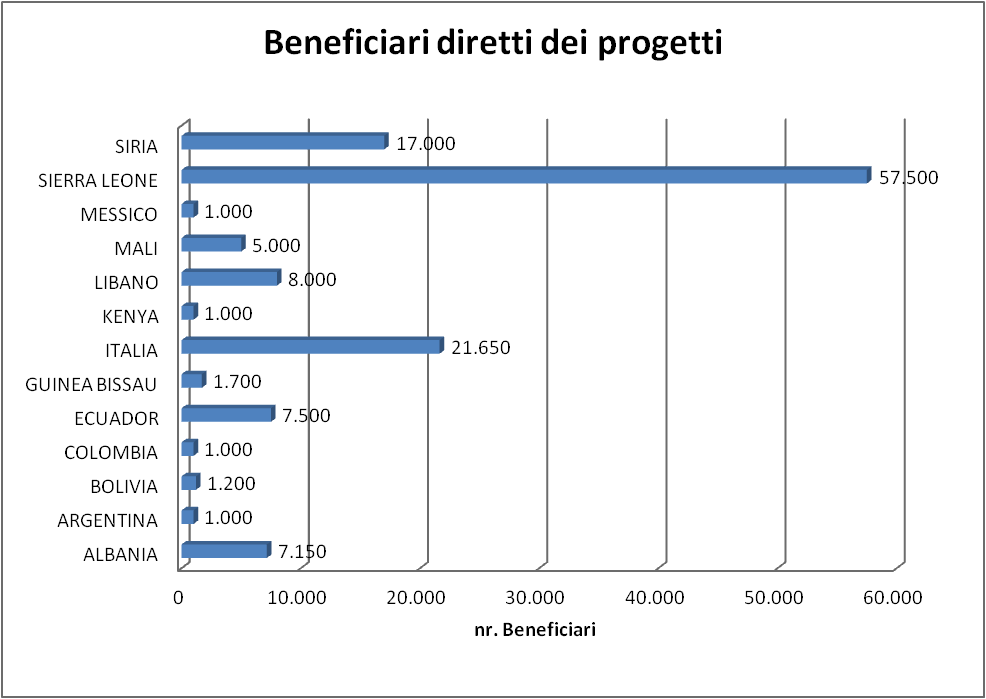 Beneficiari diretti dei progetti
SIRIA 17.000
SIERRA LEONE 57.500
MESSICO 1.000
MALI 5.000
LIBANO 8.000
KENYA 1.000
ITALIA 21.650
GUINEA BISSAU 1.700
ECUADOR 7.500
COLOMBIA 1.000
BOLIVIA 1.200
ARGENTINA 1.000
ALBANIA 7.150
0 10.000 20.000 30.000 40.000 50.000 60.000
nr. Beneficiari